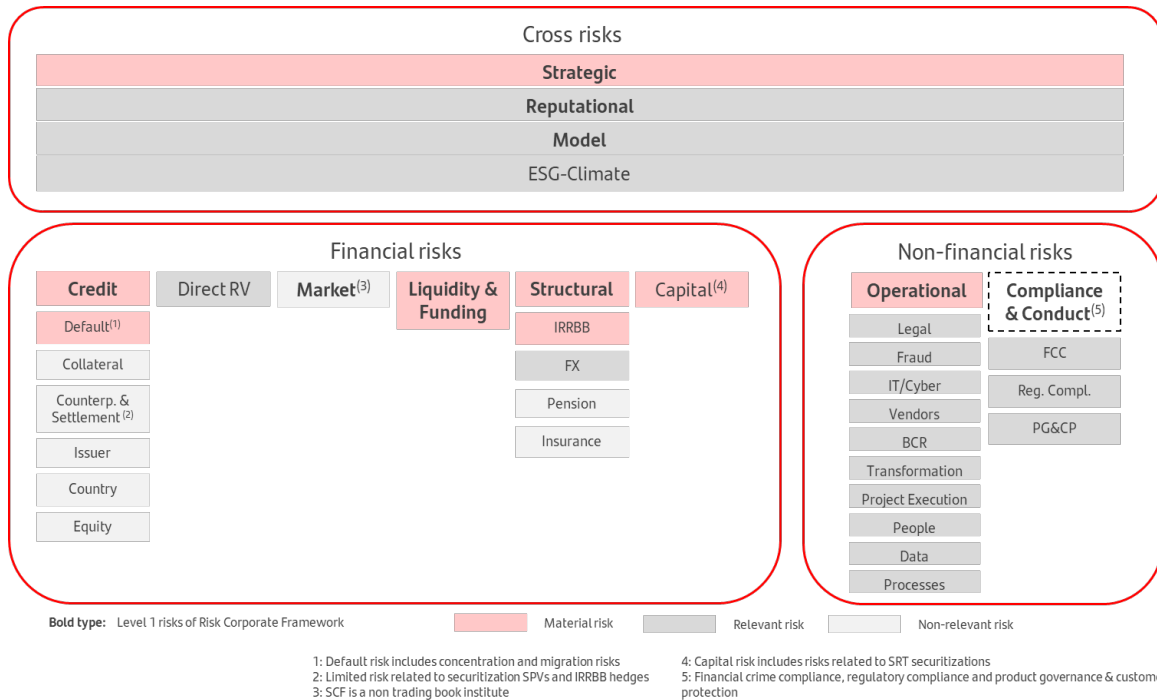 Cross risks
Strategic
Reputational
Model
ESG-Climate
Financial risks
Credit
Default(1)
Collateral
Counterp. &
Settlement (2)
Issuer
Country
Equity
Direct RV
Market(3)
Liquidity &
Funding
Structural
IRRBB
FX
Pension
Insurance
Capital(4)
Non-financial risks
Operational
Legal
Fraud
IT/Cyber
Vendors
BCR
Transformation
Project Execution
People
Data
Processes
Compliance
& Conduct(5)
FCC
Reg. Compl.
PG&CP
Bold type: Level 1 risks of Risk Corporate Framework
Material risk
Relevant risk
Non-relevant risk
1: Default risk includes concentration and migration risks
2: Limited risk related to securitization SPVs and IRRBB hedges
3: SCF is a non trading book institute
4: Capital risk includes risks related to SRT securitizations
5: Financial crime compliance, regulatory compliance and product governance & custome
protection